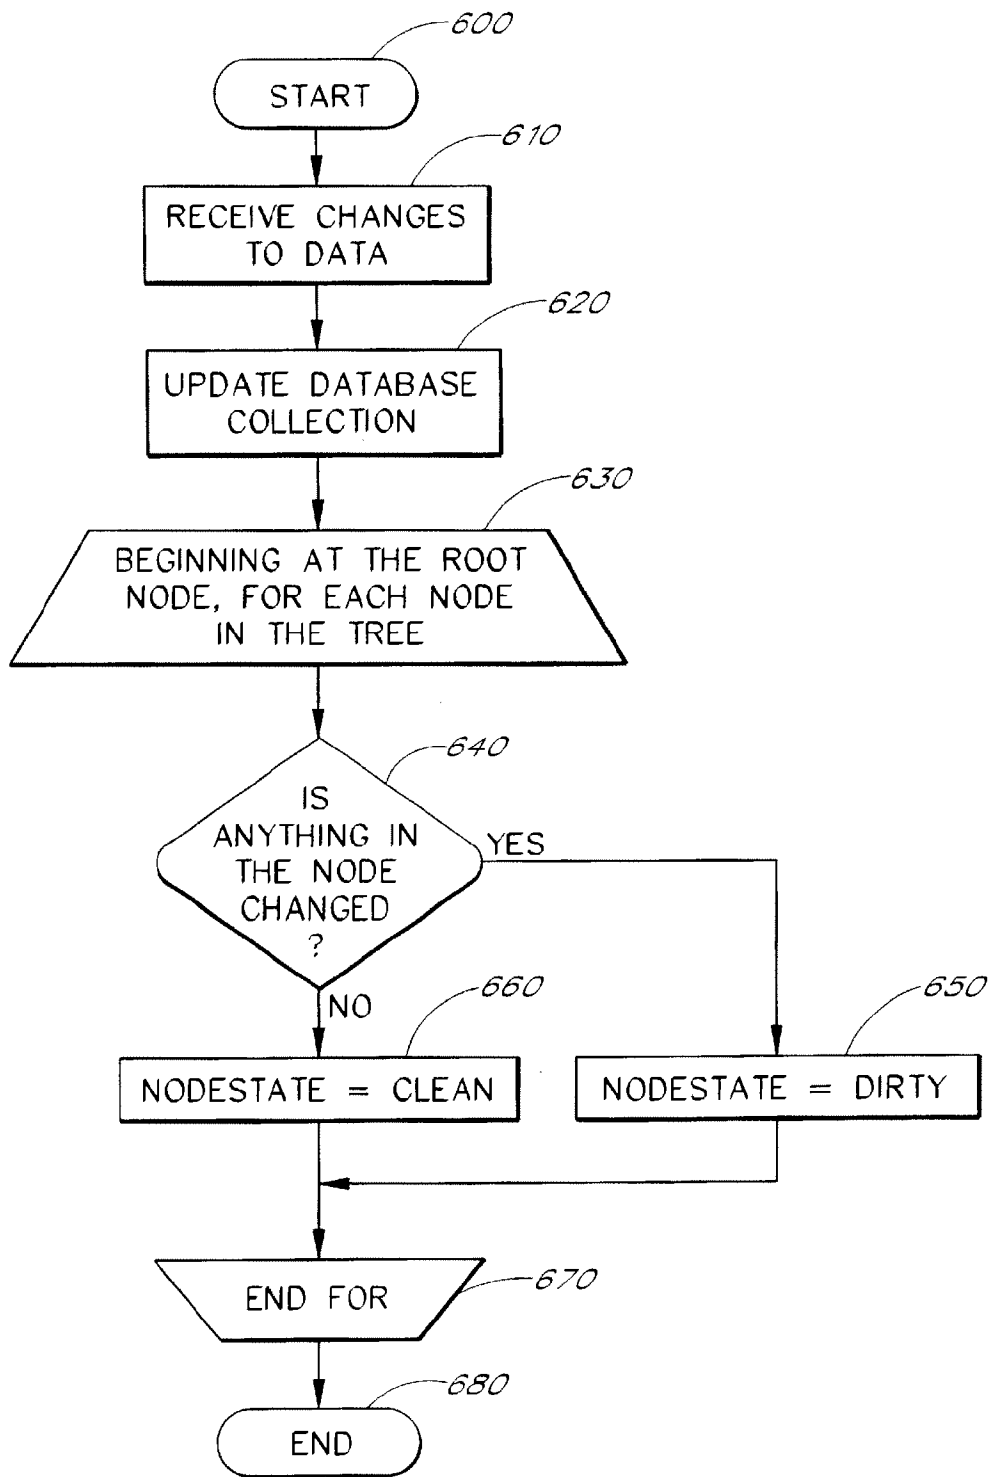 600
START
610
RECEIVE CHANGES
TO DATA
620
UPDATE DATABASE
COLLECTION
630
BEGINNING AT THE ROOT
NODE, FOR EACH NODE
IN THE TREE
640
IS
ANYTHING IN
THE NODE
CHANGED
?
YES
NO
660
NODESTATE = CLEAN
650
NODESTATE = DIRTY
END FOR
670
680
END